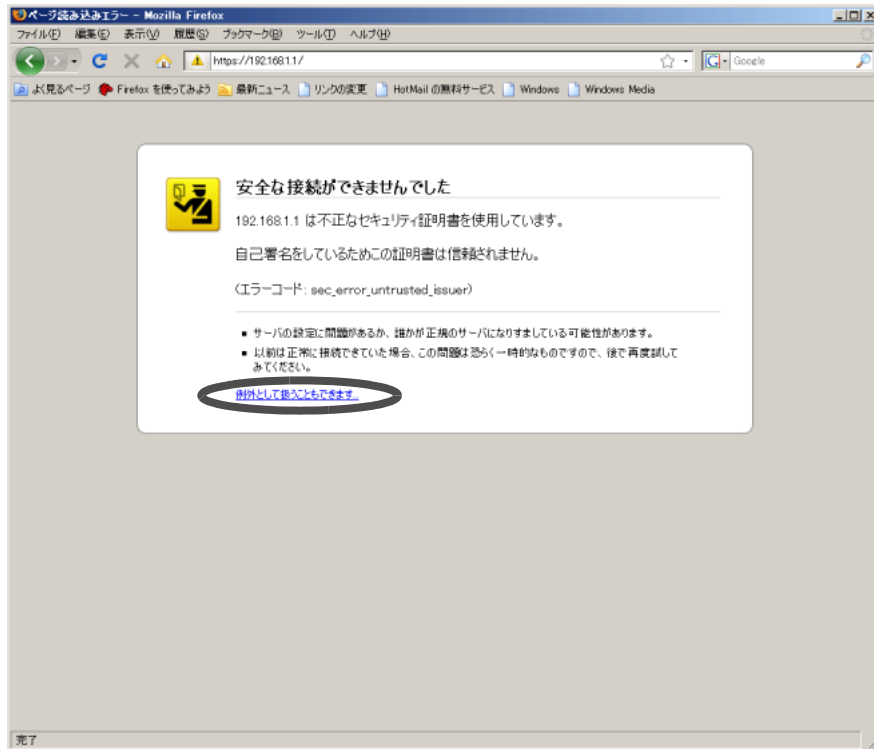 ページ読み込みエラー - Mozilla Firefox
ファイル(F) 編集(E) 表示(V) 履歴(S) ブックマーク(B) ツール(T) ヘルプ(H)
https://192.168.1.1/
Google
よく見るページ Firefox を使ってみよう 最新ニュース リンクの変更 HotMail の無料サービス Windows Windows Media
安全な接続ができませんでした
192.168.1.1 は不正なセキュリティ証明書を使用しています。
自己署名をしているためこの証明書は信頼されません。
(エラーコード: sec_error_untrusted_issuer)
サーバの設定に問題があるか、誰かが正規のサーバになりすましている可能性があります。
以前は正常に接続できていた場合、この問題は恐らく一時的なものですので、後で再度試して
みてください。
例外として扱うこともできます...
完了